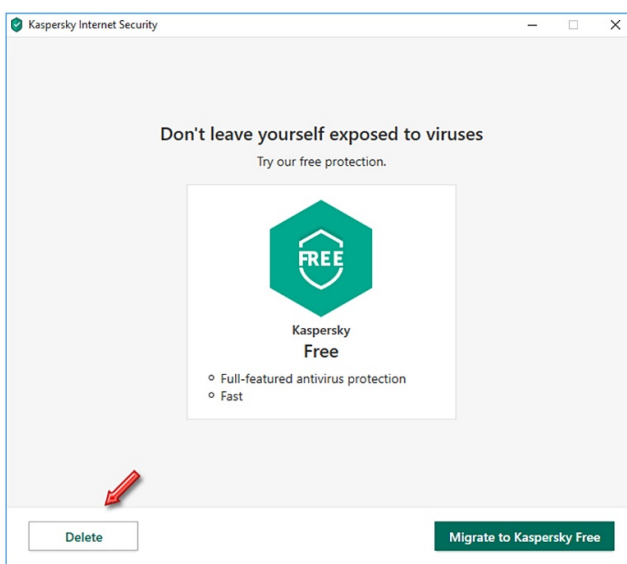 Kaspersky Internet Security
Don't leave yourself exposed to viruses
Try our free protection.
FREE
Kaspersky
Free
Full-featured antivirus protection
Fast
Delete
Migrate to Kaspersky Free